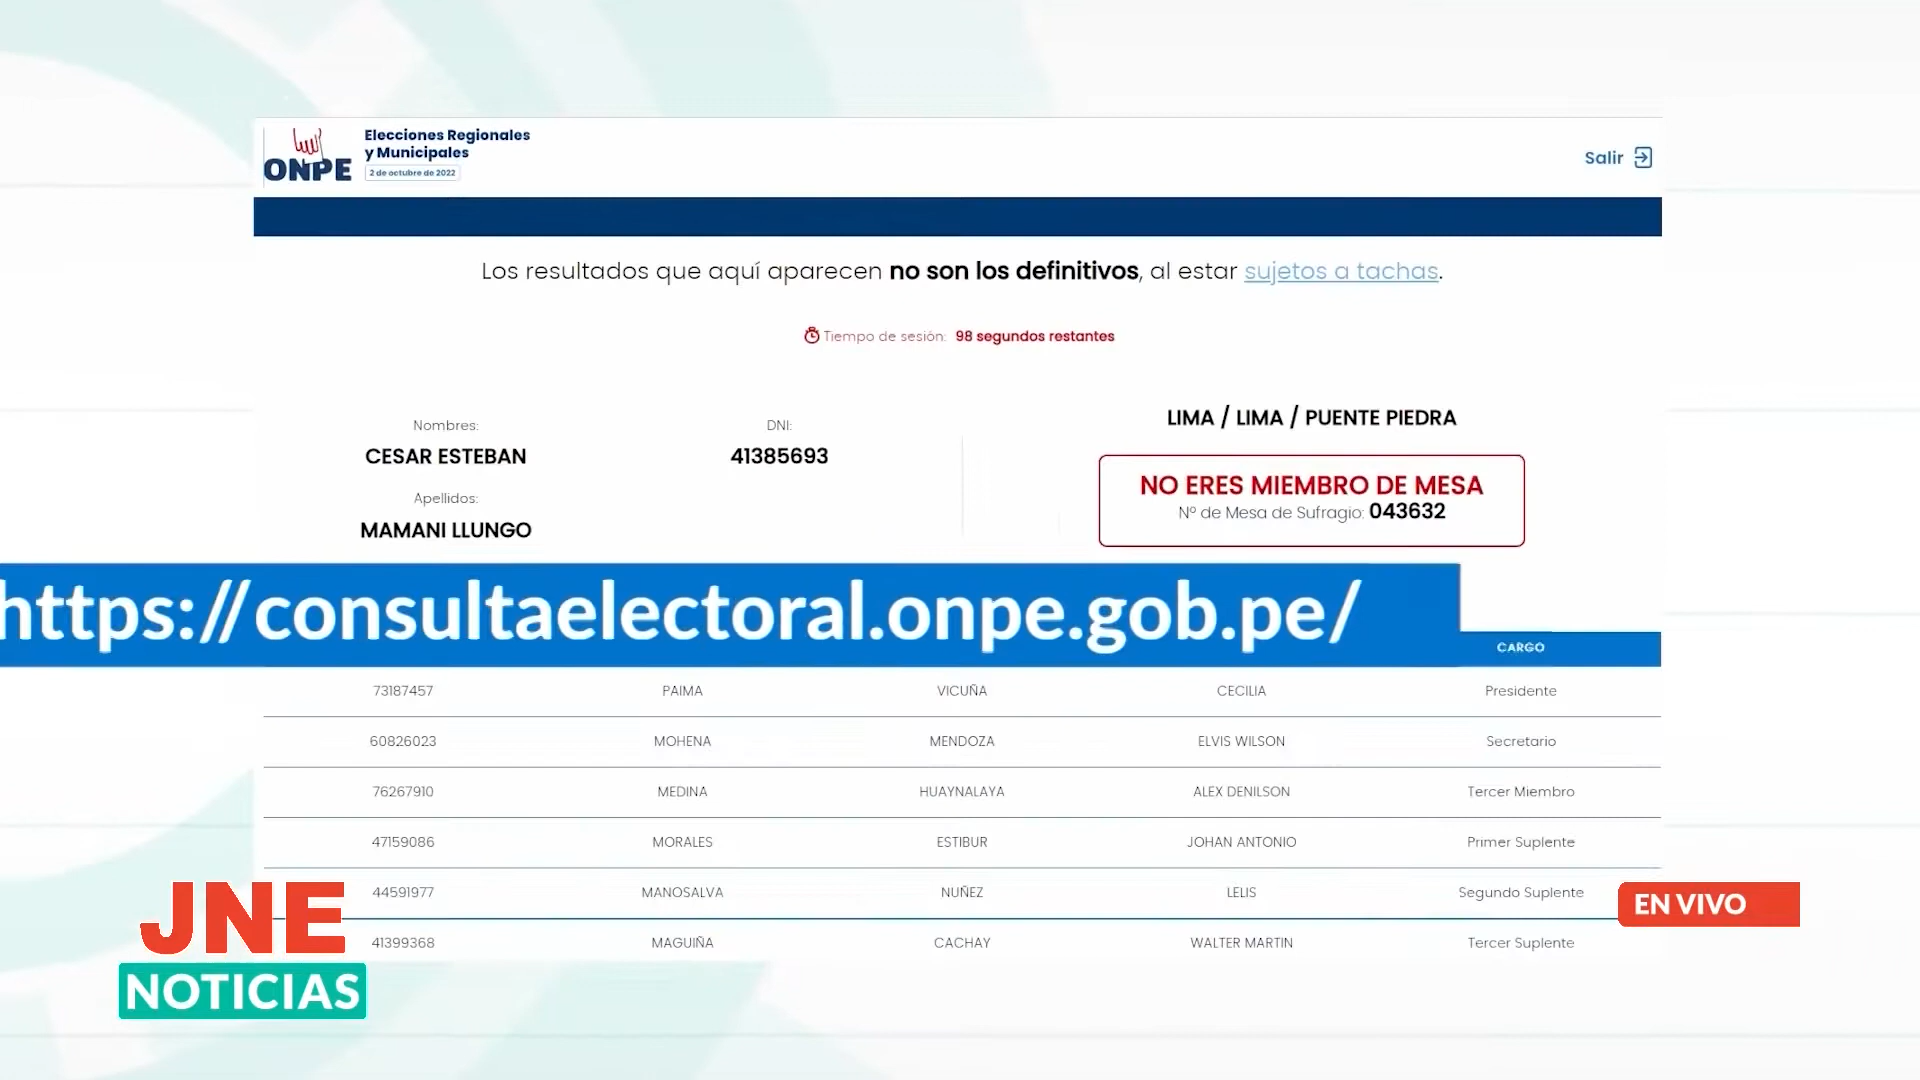 ONPE
Elecciones Regionales
y Municipales
2 de octubre de 2022
Salir
Los resultados que aquí aparecen no son los definitivos, al estar sujetos a tachas.
Tiempo de sesión: 98 segundos restantes
Nombres:
CESAR ESTEBAN
DNI:
41385693
Apellidos:
MAMANI LLUNGO
LIMA / LIMA / PUENTE PIEDRA
NO ERES MIEMBRO DE MESA
Nº de Mesa de Sufragio: 043632
https://consultaelectoral.onpe.gob.pe/
CARGO
73187457 PAIMA VICUÑA CECILIA Presidente
60826023 MOHENA MENDOZA ELVIS WILSON Secretario
76267910 MEDINA HUAYNALAYA ALEX DENILSON Tercer Miembro
47159086 MORALES ESTIBUR JOHAN ANTONIO Primer Suplente
44591977 MANOSALVA NUÑEZ LELIS Segundo Suplente
41399368 MAGUIÑA CACHAY WALTER MARTIN Tercer Suplente
JNE
NOTICIAS
EN VIVO